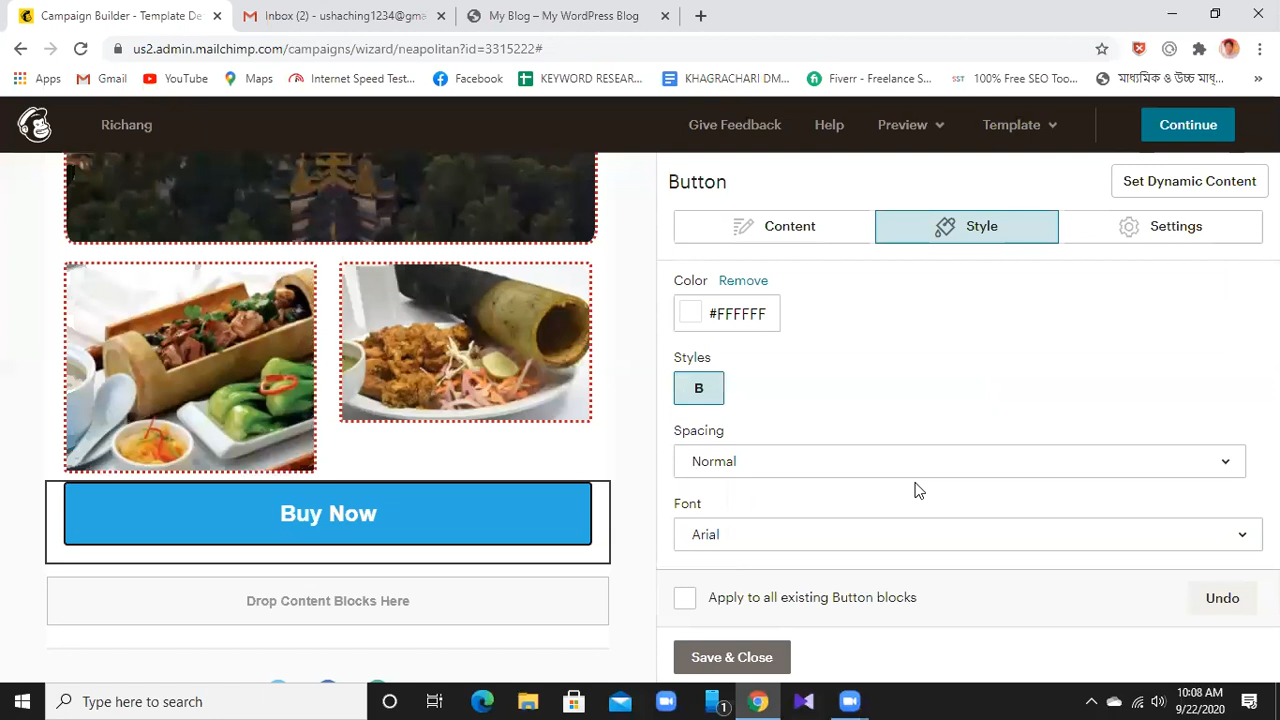 Campaign Builder - Template De
Inbox (2) - ushaching1234@gma
My Blog – My WordPress Blog
us2.admin.mailchimp.com/campaigns/wizard/neapolitan?id=3315222#
Apps
Gmail
YouTube
Maps
Internet Speed Test...
Facebook
KEYWORD RESEAR...
KHAGRACHARI DM...
Fiverr - Freelance S...
SST
100% Free SEO Too...
মাধ্যমিক ও উচ্চ মাধ্...
Richang
Give Feedback
Help
Preview
Template
Continue
Button
Set Dynamic Content
Content
Style
Settings
Color
Remove
#FFFFFF
Styles
B
Spacing
Normal
Font
Arial
Buy Now
Drop Content Blocks Here
Apply to all existing Button blocks
Undo
Save & Close
Type here to search
1
10:08 AM
9/22/2020